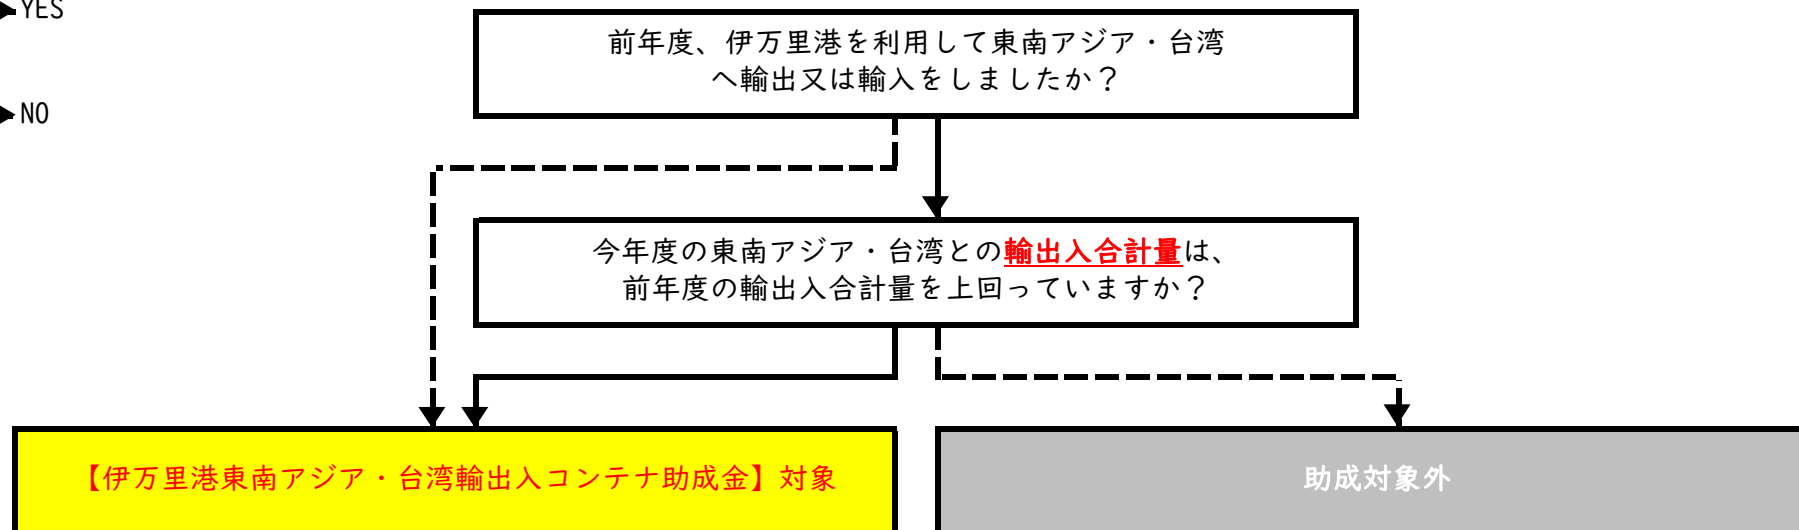 YES
前年度、伊万里港を利用して東南アジア・台湾
へ輸出又は輸入をしましたか？
NO
今年度の東南アジア・台湾との輸出入合計量は、
前年度の輸出入合計量を上回っていますか？
【伊万里港東南アジア・台湾輸出入コンテナ助成金】対象
助成対象外